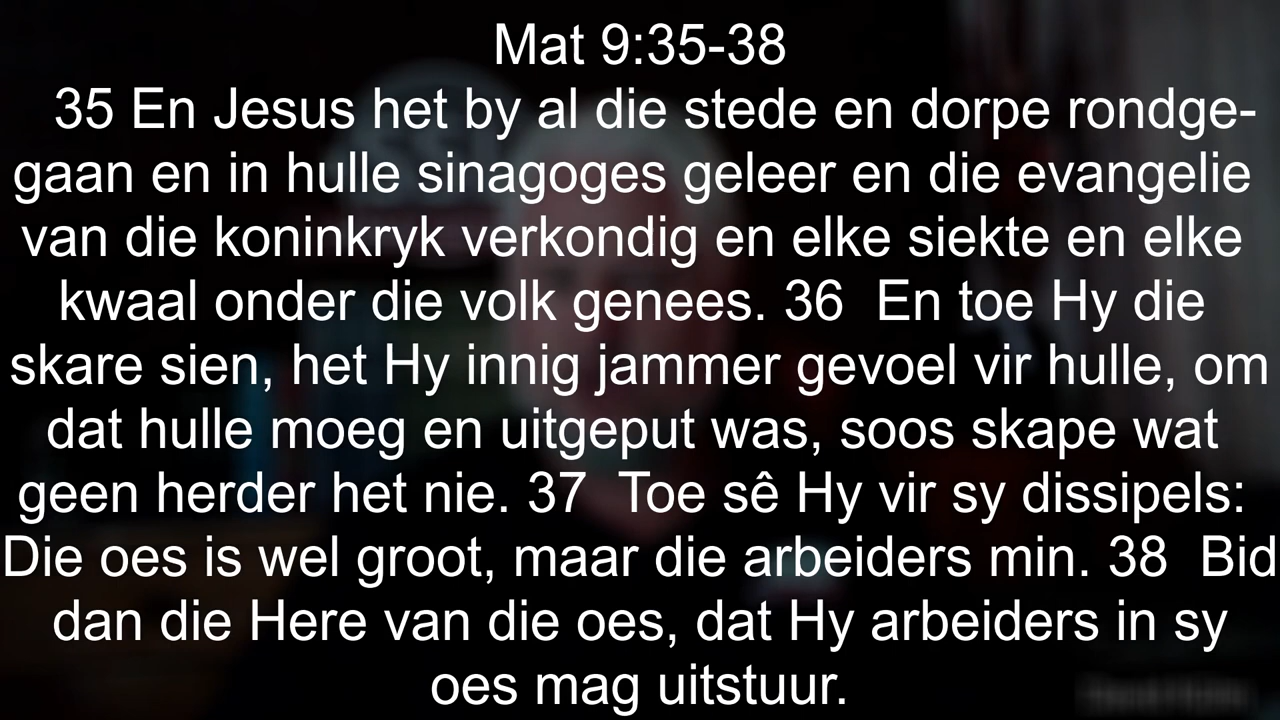 Mat 9:35-38
35 En Jesus het by al die stede en dorpe rondge-
gaan en in hulle sinagoges geleer en die evangelie
van die koninkryk verkondig en elke siekte en elke
kwaal onder die volk genees. 36  En toe Hy die
skare sien, het Hy innig jammer gevoel vir hulle, om
dat hulle moeg en uitgeput was, soos skape wat
geen herder het nie. 37  Toe sê Hy vir sy dissipels:
Die oes is wel groot, maar die arbeiders min. 38  Bid
dan die Here van die oes, dat Hy arbeiders in sy
oes mag uitstuur.